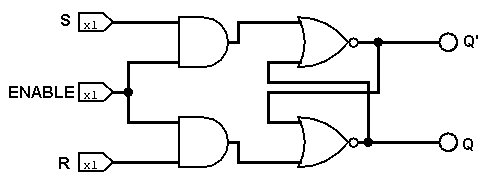 S x1 Q'
ENABLE x1
R x1 Q